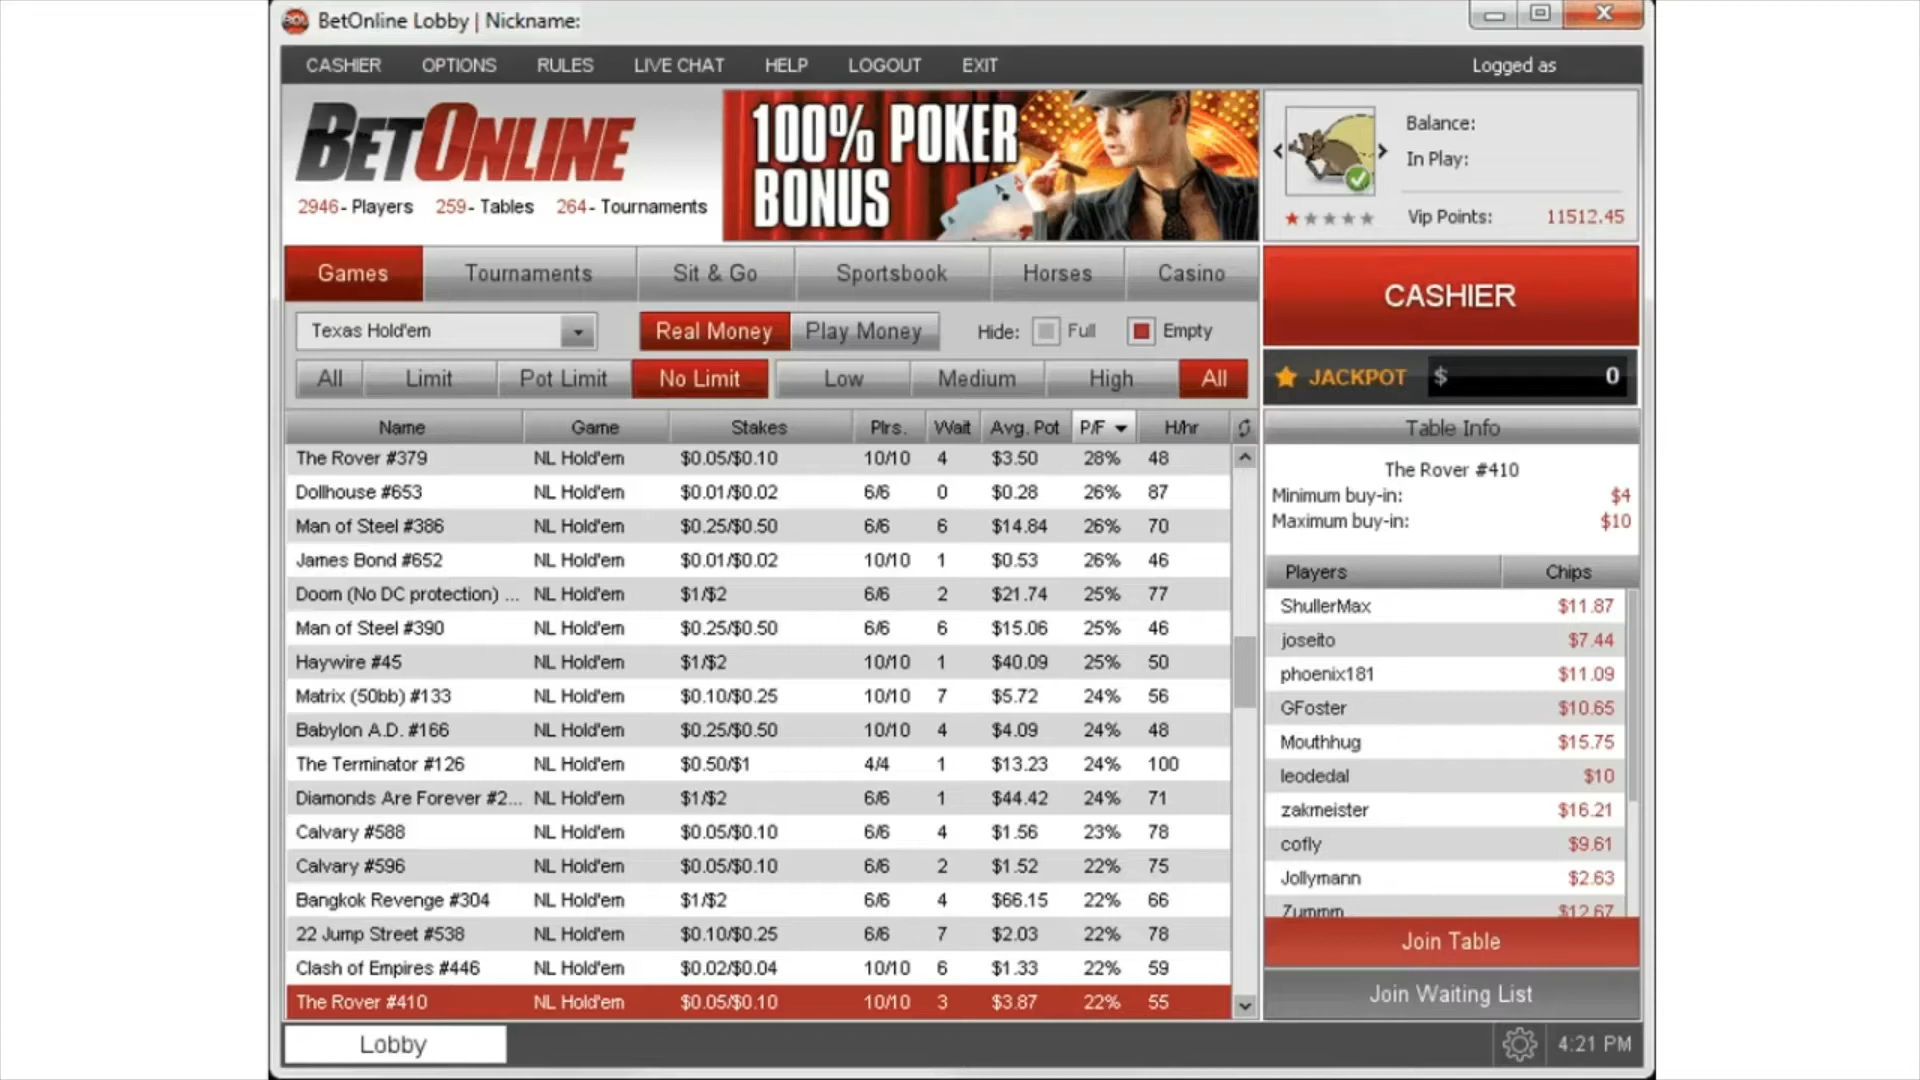 BetOnline Lobby | Nickname:
CASHIER OPTIONS RULES LIVE CHAT HELP LOGOUT EXIT Logged as
BETONLINE
2946- Players 259- Tables 264- Tournaments
100% POKER
BONUS
Balance:
In Play:
Vip Points: 11512.45
Games Tournaments Sit & Go Sportsbook Horses Casino
CASHIER
Texas Hold'em Real Money Play Money Hide: Full Empty
All Limit Pot Limit No Limit Low Medium High All
JACKPOT $ 0
Name Game Stakes Plrs. Wait Avg. Pot P/F H/hr
The Rover #379 NL Hold'em $0.05/$0.10 10/10 4 $3.50 28% 48
Dollhouse #653 NL Hold'em $0.01/$0.02 6/6 0 $0.28 26% 87
Man of Steel #386 NL Hold'em $0.25/$0.50 6/6 6 $14.84 26% 70
James Bond #652 NL Hold'em $0.01/$0.02 10/10 1 $0.53 26% 46
Doom (No DC protection) ... NL Hold'em $1/$2 6/6 2 $21.74 25% 77
Man of Steel #390 NL Hold'em $0.25/$0.50 6/6 6 $15.06 25% 46
Haywire #45 NL Hold'em $1/$2 10/10 1 $40.09 25% 50
Matrix (50bb) #133 NL Hold'em $0.10/$0.25 10/10 7 $5.72 24% 56
Babylon A.D. #166 NL Hold'em $0.25/$0.50 10/10 4 $4.09 24% 48
The Terminator #126 NL Hold'em $0.50/$1 4/4 1 $13.23 24% 100
Diamonds Are Forever #2... NL Hold'em $1/$2 6/6 1 $44.42 24% 71
Calvary #588 NL Hold'em $0.05/$0.10 6/6 4 $1.56 23% 78
Calvary #596 NL Hold'em $0.05/$0.10 6/6 2 $1.52 22% 75
Bangkok Revenge #304 NL Hold'em $1/$2 6/6 4 $66.15 22% 66
22 Jump Street #538 NL Hold'em $0.10/$0.25 6/6 7 $2.03 22% 78
Clash of Empires #446 NL Hold'em $0.02/$0.04 10/10 6 $1.33 22% 59
The Rover #410 NL Hold'em $0.05/$0.10 10/10 3 $3.87 22% 55
Table Info
The Rover #410
Minimum buy-in: $4
Maximum buy-in: $10
Players Chips
ShullerMax $11.87
joseito $7.44
phoenix181 $11.09
GFoster $10.65
Mouthhug $15.75
leodedal $10
zakmeister $16.21
cofly $9.61
Jollymann $2.63
Zummm $12.67
Join Table
Join Waiting List
Lobby 4:21 PM